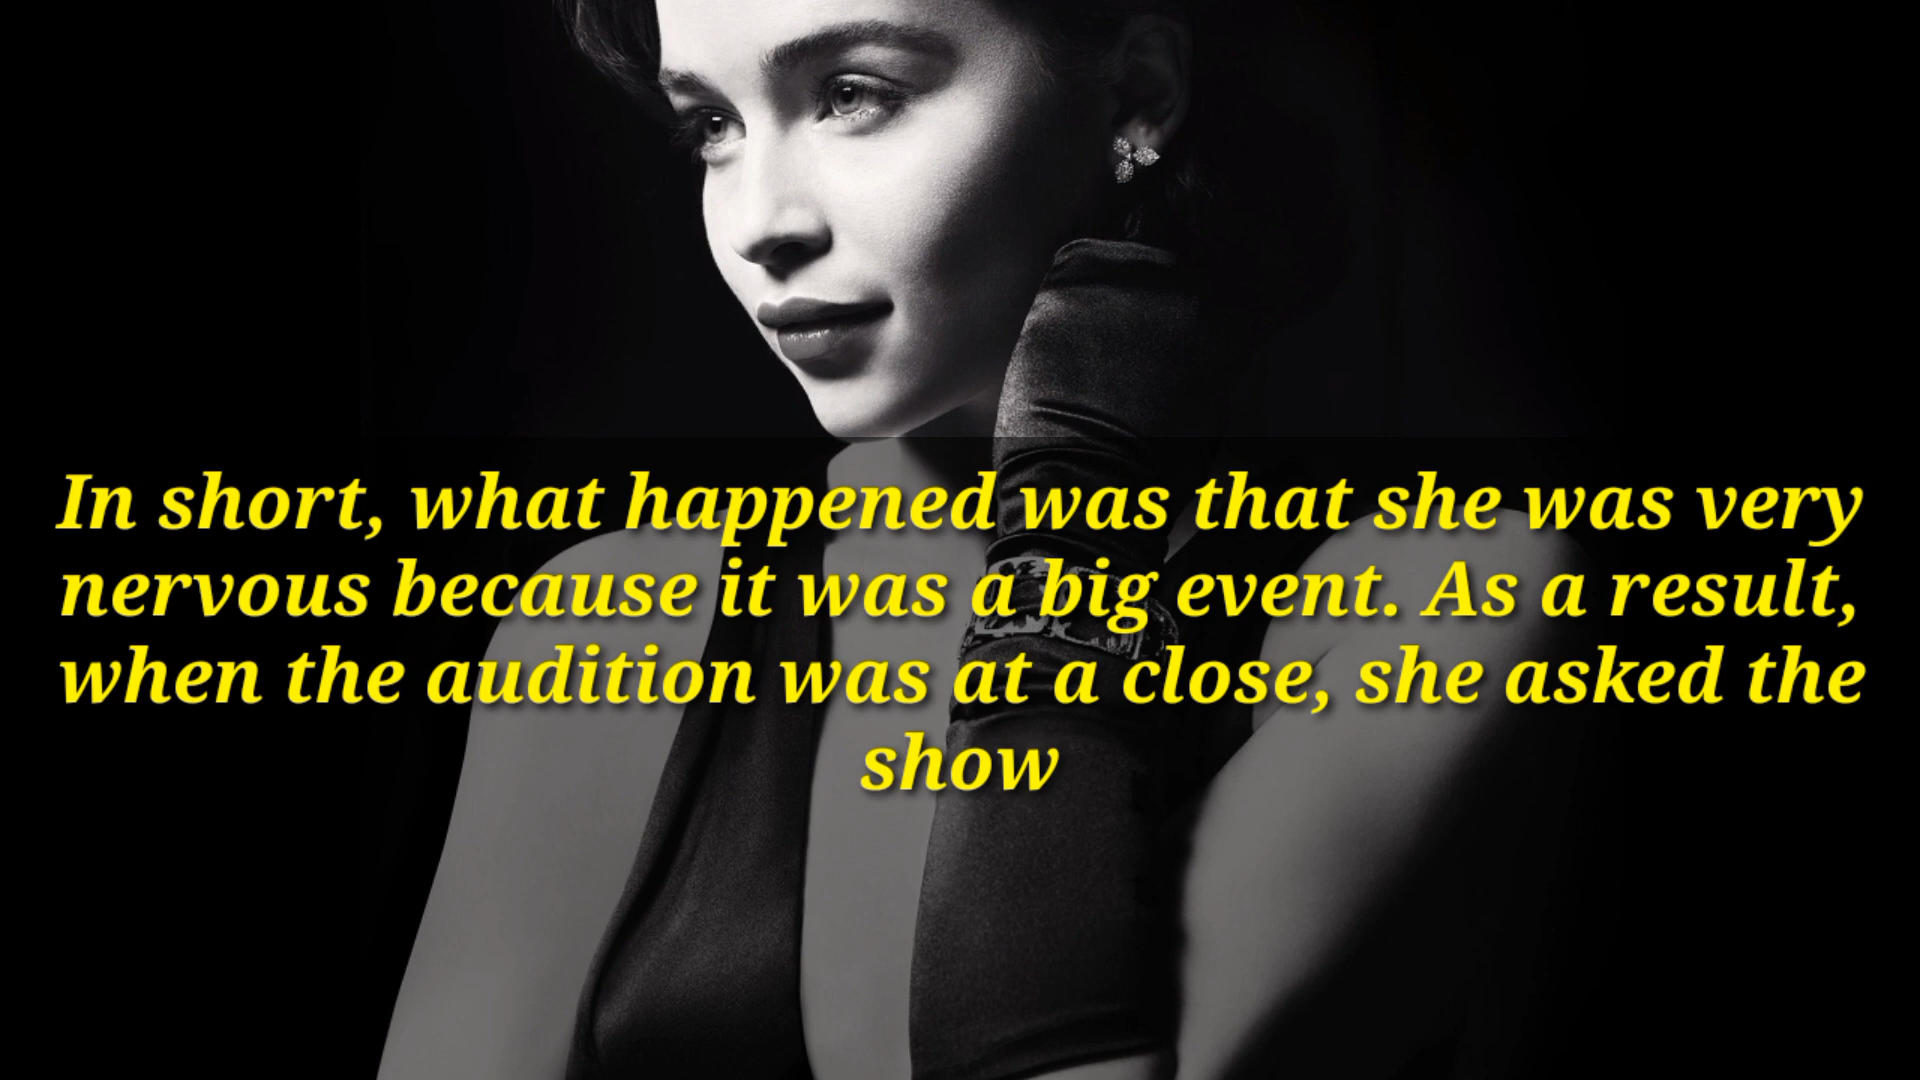 In short, what happened was that she was very
nervous because it was a big event. As a result,
when the audition was at a close, she asked the
show